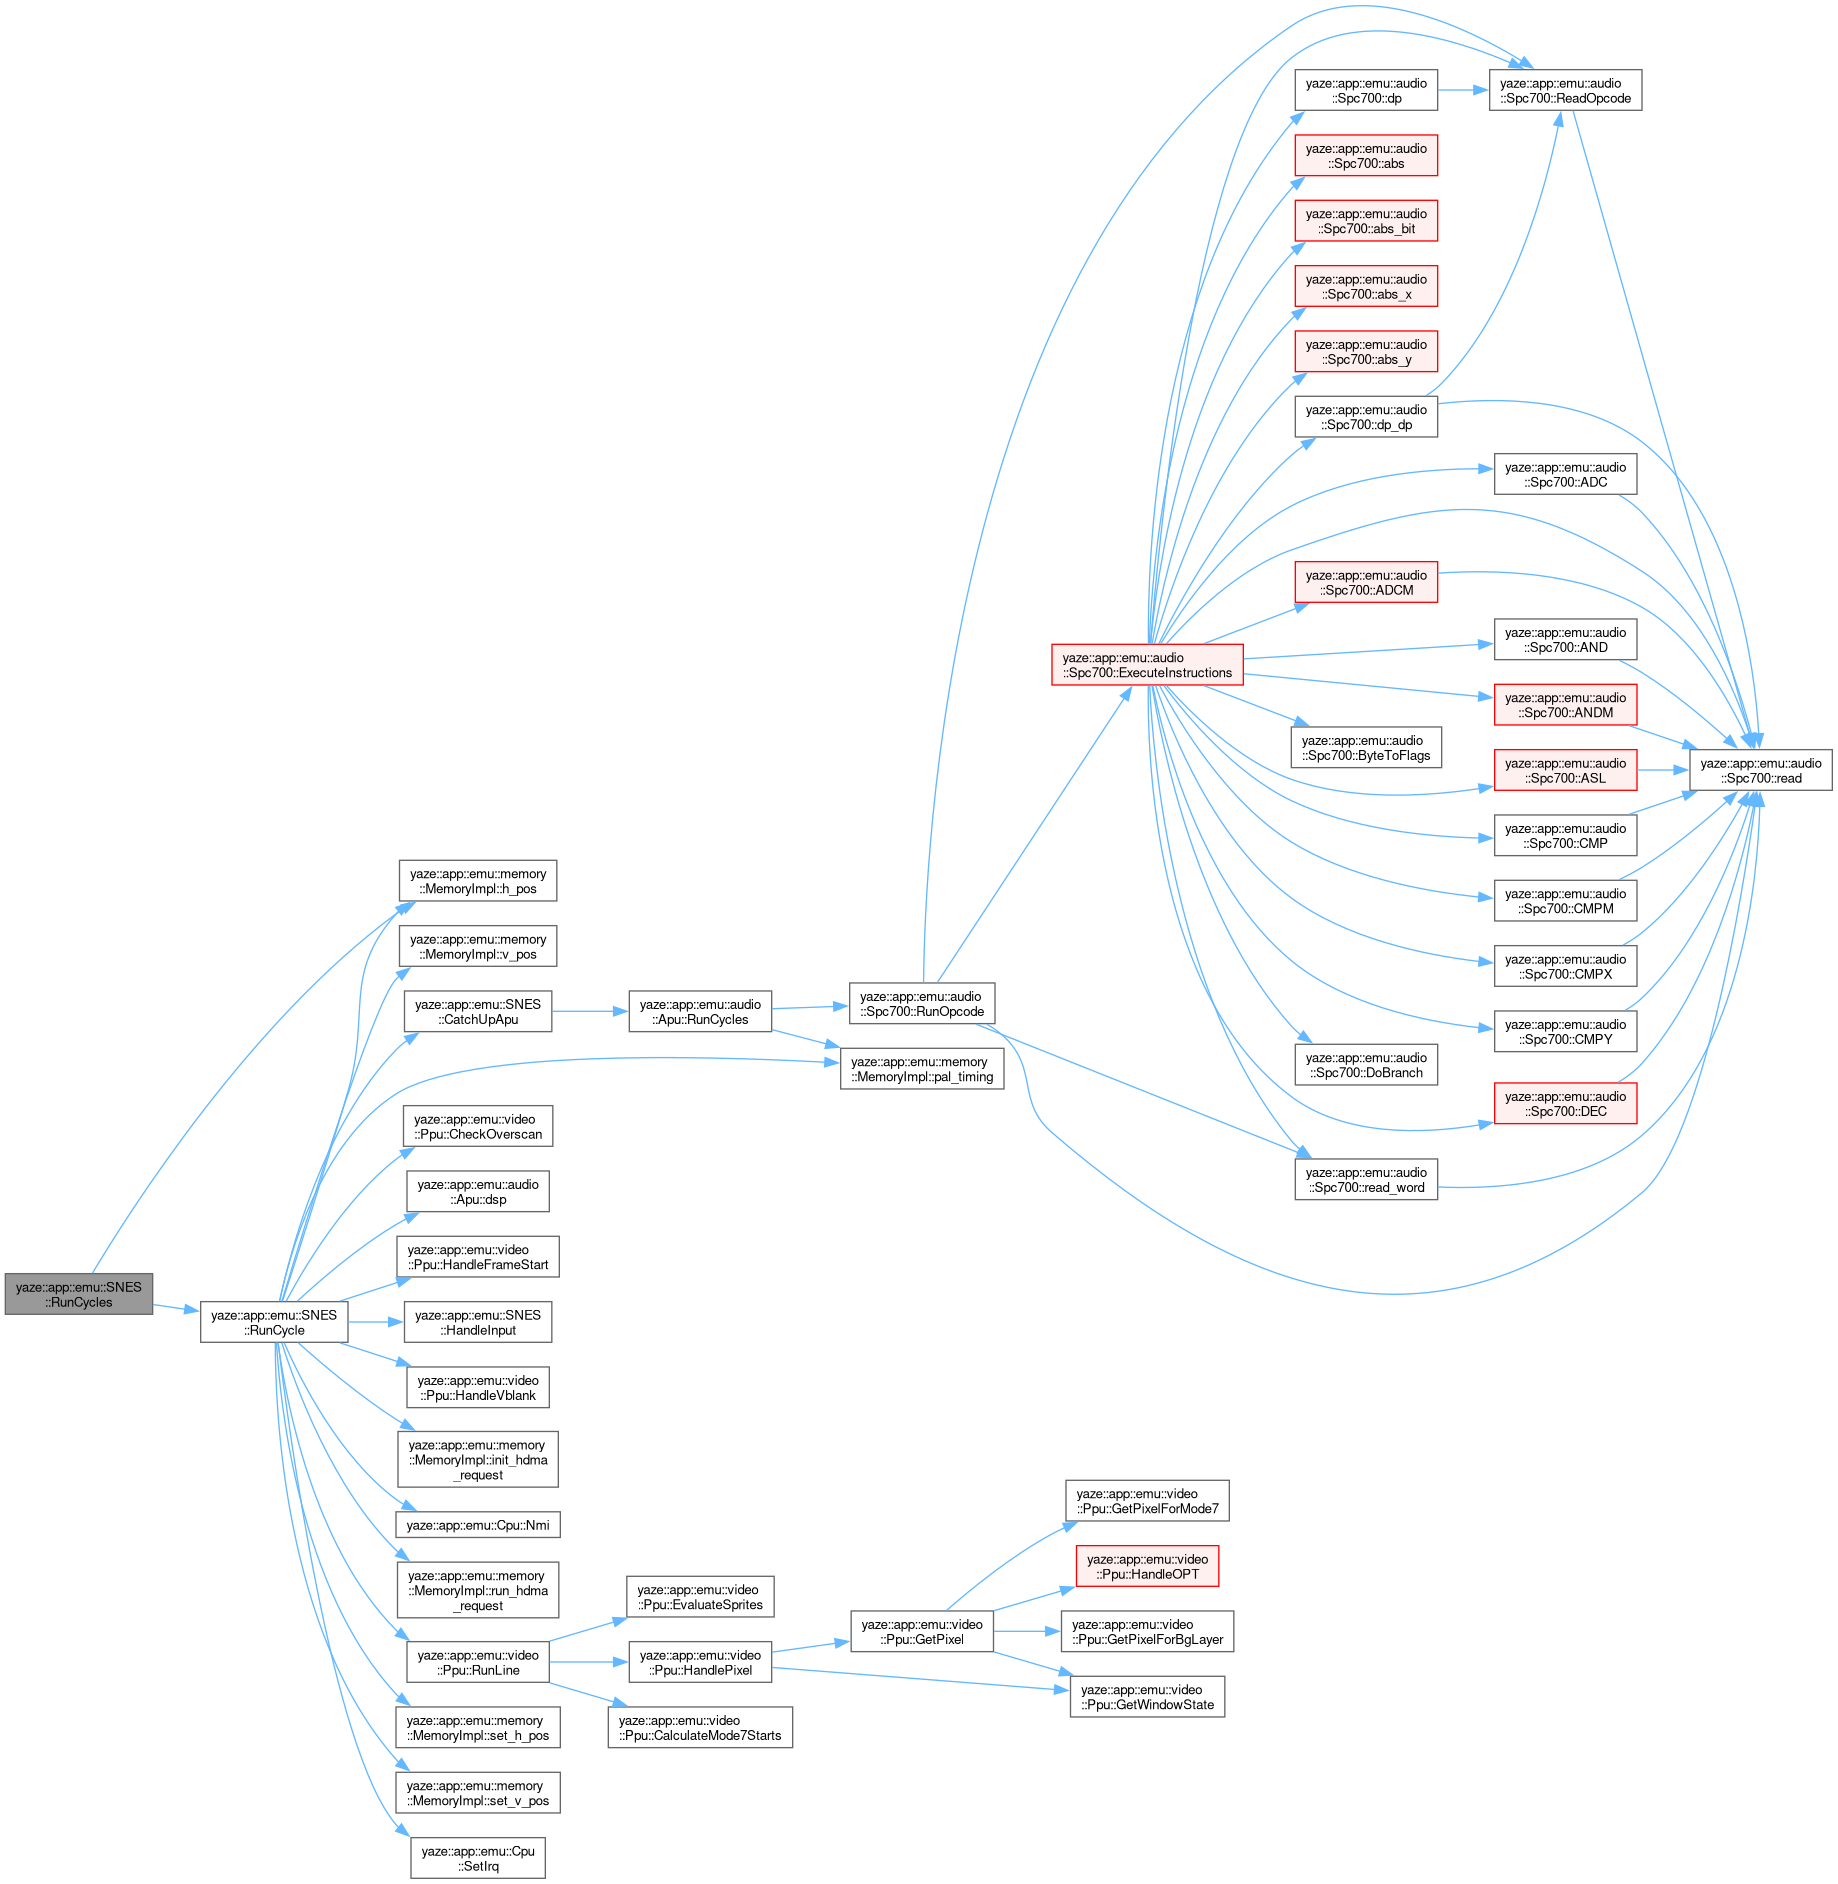 yaze::app::emu::SNES
::RunCycles
yaze::app::emu::SNES
::RunCycle
yaze::app::emu::memory
::MemoryImpl::h_pos
yaze::app::emu::memory
::MemoryImpl::v_pos
yaze::app::emu::SNES
::CatchUpApu
yaze::app::emu::video
::Ppu::CheckOverscan
yaze::app::emu::audio
::Apu::dsp
yaze::app::emu::video
::Ppu::HandleFrameStart
yaze::app::emu::SNES
::HandleInput
yaze::app::emu::video
::Ppu::HandleVblank
yaze::app::emu::memory
::MemoryImpl::init_hdma
_request
yaze::app::emu::Cpu::Nmi
yaze::app::emu::memory
::MemoryImpl::run_hdma
_request
yaze::app::emu::video
::Ppu::RunLine
yaze::app::emu::memory
::MemoryImpl::set_h_pos
yaze::app::emu::memory
::MemoryImpl::set_v_pos
yaze::app::emu::Cpu
::SetIrq
yaze::app::emu::audio
::Apu::RunCycles
yaze::app::emu::video
::Ppu::EvaluateSprites
yaze::app::emu::video
::Ppu::HandlePixel
yaze::app::emu::video
::Ppu::CalculateMode7Starts
yaze::app::emu::audio
::Spc700::RunOpcode
yaze::app::emu::memory
::MemoryImpl::pal_timing
yaze::app::emu::video
::Ppu::GetPixel
yaze::app::emu::audio
::Spc700::ExecuteInstructions
yaze::app::emu::video
::Ppu::GetPixelForMode7
yaze::app::emu::video
::Ppu::HandleOPT
yaze::app::emu::video
::Ppu::GetPixelForBgLayer
yaze::app::emu::video
::Ppu::GetWindowState
yaze::app::emu::audio
::Spc700::dp
yaze::app::emu::audio
::Spc700::abs
yaze::app::emu::audio
::Spc700::abs_bit
yaze::app::emu::audio
::Spc700::abs_x
yaze::app::emu::audio
::Spc700::abs_y
yaze::app::emu::audio
::Spc700::dp_dp
yaze::app::emu::audio
::Spc700::ADCM
yaze::app::emu::audio
::Spc700::ByteToFlags
yaze::app::emu::audio
::Spc700::DoBranch
yaze::app::emu::audio
::Spc700::read_word
yaze::app::emu::audio
::Spc700::ReadOpcode
yaze::app::emu::audio
::Spc700::ADC
yaze::app::emu::audio
::Spc700::AND
yaze::app::emu::audio
::Spc700::ANDM
yaze::app::emu::audio
::Spc700::ASL
yaze::app::emu::audio
::Spc700::CMP
yaze::app::emu::audio
::Spc700::CMPM
yaze::app::emu::audio
::Spc700::CMPX
yaze::app::emu::audio
::Spc700::CMPY
yaze::app::emu::audio
::Spc700::DEC
yaze::app::emu::audio
::Spc700::read